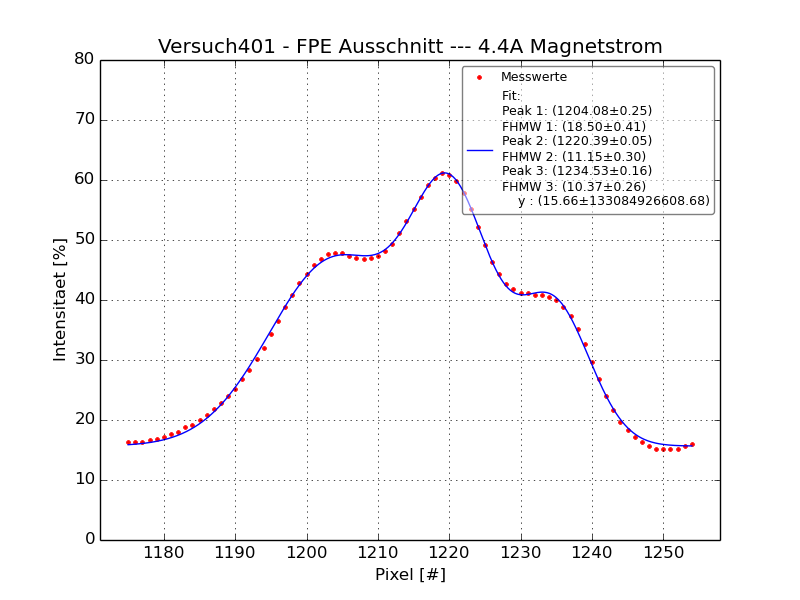 Versuch401 - FPE Ausschnitt --- 4.4A Magnetstrom
Messwerte
Fit:
Peak 1: (1204.08±0.25)
FHMW 1: (18.50±0.41)
Peak 2: (1220.39±0.05)
FHMW 2: (11.15±0.30)
Peak 3: (1234.53±0.16)
FHMW 3: (10.37±0.26)
y : (15.66±133084926608.68)
Intensitaet [%]
80
70
60
50
40
30
20
10
0
1180 1190 1200 1210 1220 1230 1240 1250
Pixel [#]